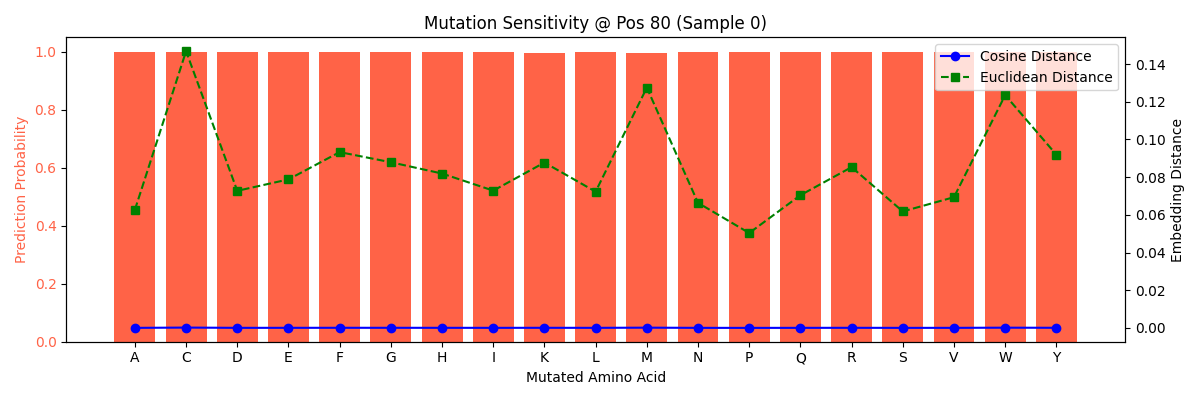 Mutation Sensitivity @ Pos 80 (Sample 0)
Prediction Probability
1.0
0.8
0.6
0.4
0.2
0.0
Cosine Distance
Euclidean Distance
0.14
0.12
0.10
0.08
0.06
0.04
0.02
0.00
Embedding Distance
A C D E F G H I K L M N P Q R S V W Y
Mutated Amino Acid